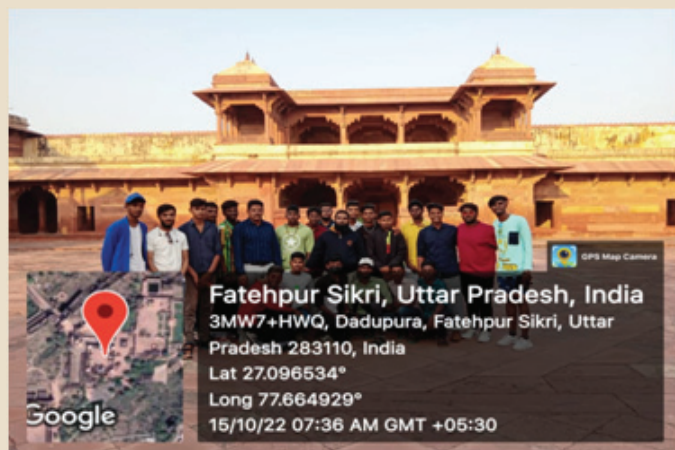 GPS Map Camera
Fatehpur Sikri, Uttar Pradesh, India
3MW7+HWQ, Dadupura, Fatehpur Sikri, Uttar
Pradesh 283110, India
Lat 27.096534°
Long 77.664929°
15/10/22 07:36 AM GMT +05:30
Google